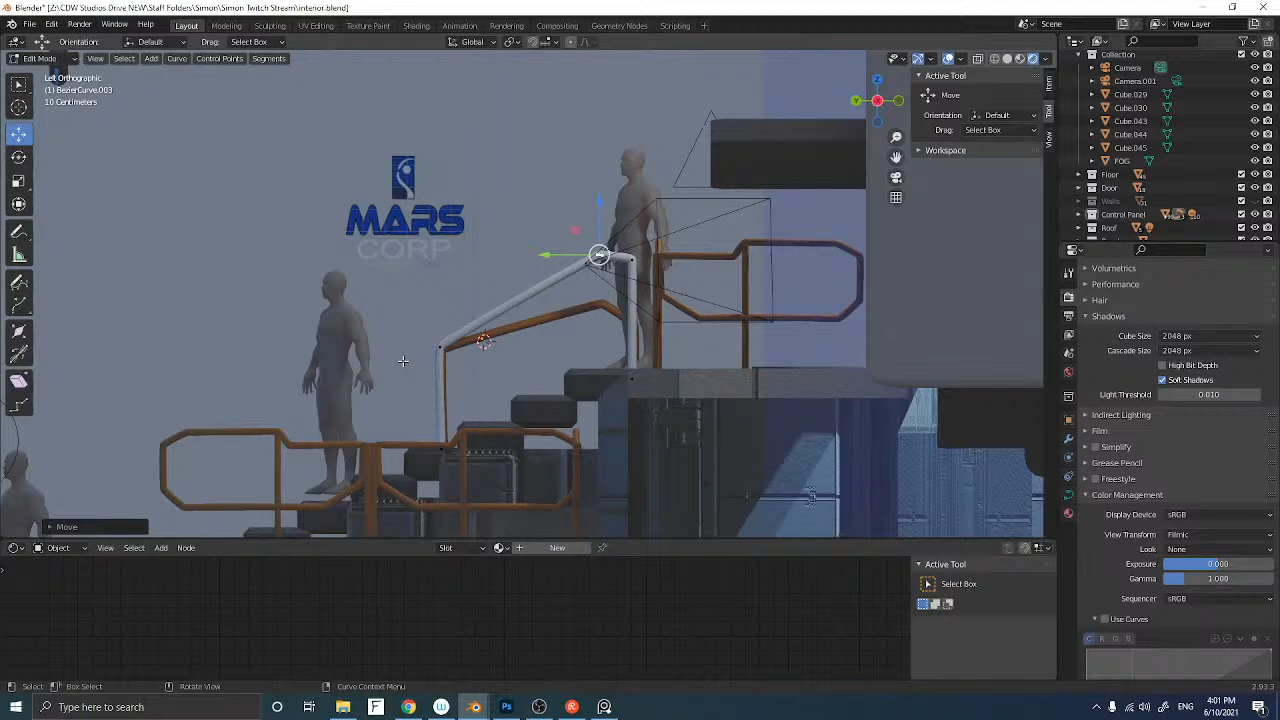 Blender* [Z:\CDW Studios Drive NEW\Staff Folders\Simon\Simon Twitch Stream\interior.blend]
File Edit Render Window Help Layout Modeling Sculpting UV Editing Texture Paint Shading Animation Rendering Compositing Geometry Nodes Scripting + Scene View Layer
Orientation: Default Drag: Select Box Global Options
Edit Mode View Select Add Curve Control Points Segments
Left Orthographic
(1) BezierCurve.003
10 Centimeters
Z
Y
X
MARS
CORP
Move
Active Tool
Move
Orientation: Default
Drag: Select Box
Workspace
Item
Tool
View
Collection
Camera
Camera.001
Cube.029
Cube.030
Cube.043
Cube.044
Cube.045
FOG
Floor
Door
Walls
Control Panel
Roof
Volumetrics
Performance
Hair
Shadows
Cube Size 2048 px
Cascade Size 2048 px
High Bit Depth
Soft Shadows
Light Threshold 0.010
Indirect Lighting
Film
Simplify
Grease Pencil
Freestyle
Color Management
Display Device sRGB
View Transform Filmic
Look None
Exposure 0.000
Gamma 1.000
Sequencer sRGB
Use Curves
C R G B
Object View Select Add Node Slot New
Active Tool
Select Box
Select Box Select Rotate View Curve Context Menu 2.93.3
Type here to search
4:01 PM
6/10/2021